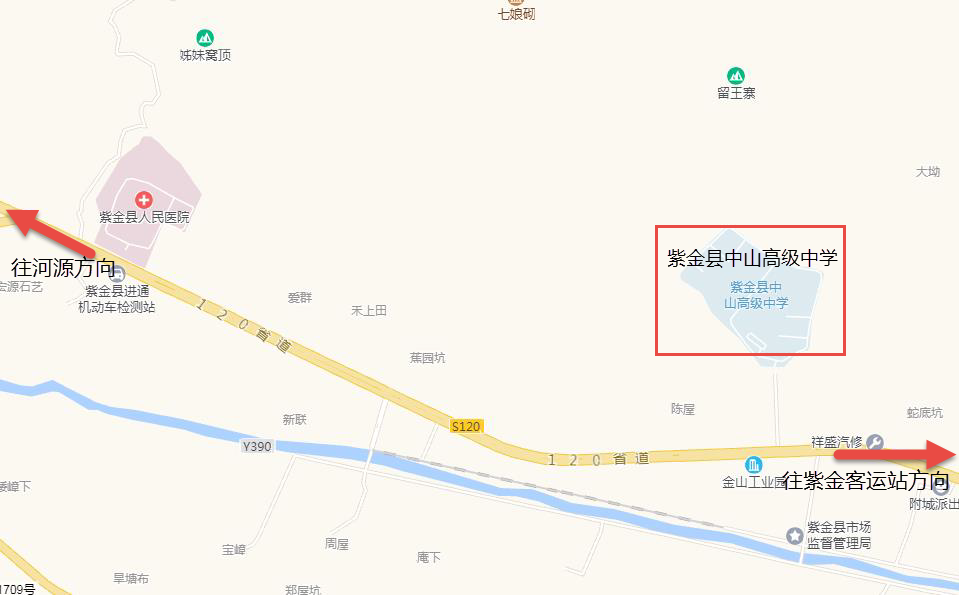 七娘砌
姊妹窝顶
留王寨
大坳
紫金县人民医院
往河源方向
宏源石艺
紫金县进通
机动车检测站
紫金县中山高级中学
紫金县中
山高级中学
爱群
禾上田
120省道
蕉园坑
陈屋
蛇底坑
新联
S120
Y390
120省道
祥盛汽修
金山工业园
往紫金客运站方向
附城派出
紫金县市场
监督管理局
宝嶂
周屋
庵下
旱塘布
郑屋坑
1709号